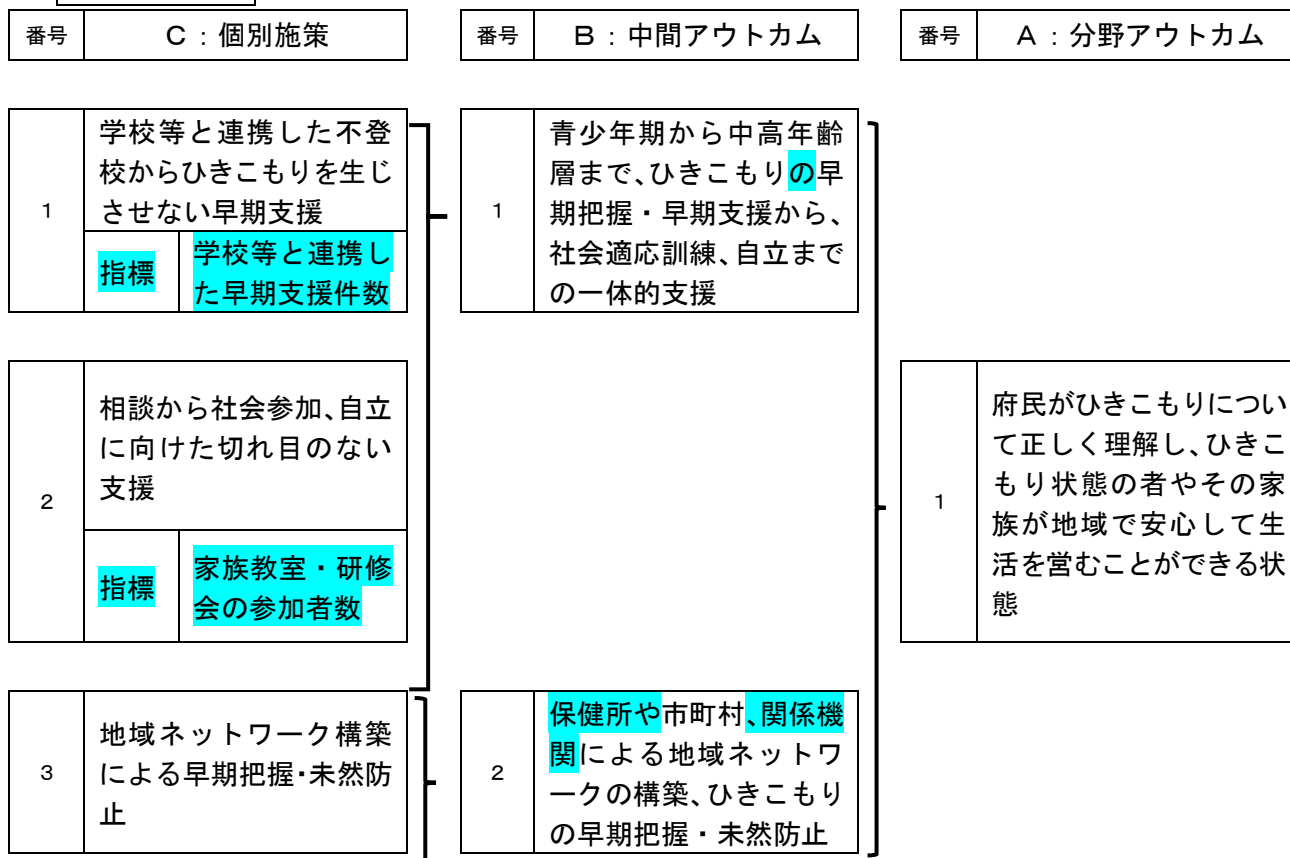 番号
C：個別施策
番号
B：中間アウトカム
番号
A：分野アウトカム
1
学校等と連携した不登
校からひきこもりを生じ
させない早期支援
指標
学校等と連携し
た早期支援件数
1
青少年期から中高年齢
層まで、ひきこもりの早
期把握・早期支援から、
社会適応訓練、自立まで
の一体的支援
2
相談から社会参加、自立
に向けた切れ目のない
支援
指標
家族教室・研修
会の参加者数
1
府民がひきこもりについ
て正しく理解し、ひきこ
もり状態の者やその家
族が地域で安心して生
活を営むことができる状
態
3
地域ネットワーク構築
による早期把握・未然防
止
2
保健所や市町村、関係機
関による地域ネットワ
ークの構築、ひきこもり
の早期把握・未然防止